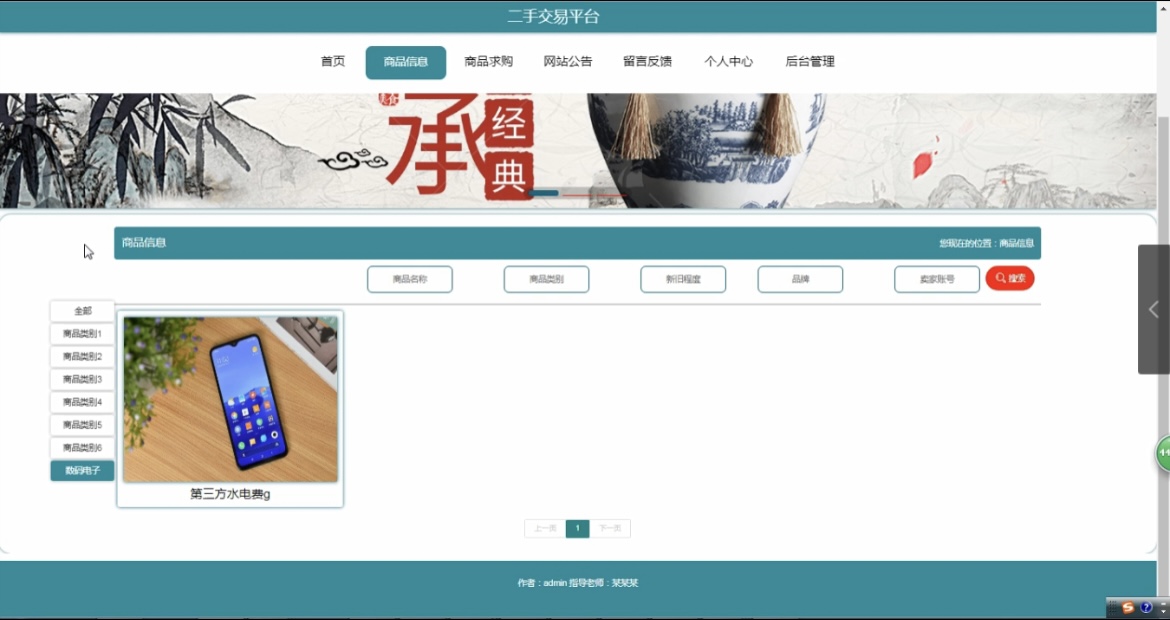 二手交易平台
首页 商品信息 商品求购 网站公告 留言反馈 个人中心 后台管理
承
经典
商品信息 您现在的位置：商品信息
商品名称 商品类别 新旧程度 品牌 卖家账号 搜索
全部
商品类别1
商品类别2
商品类别3
商品类别4
商品类别5
商品类别6
数码电子
第三方水电费g
上一页 1 下一页
作者：admin 指导老师：某某某
44